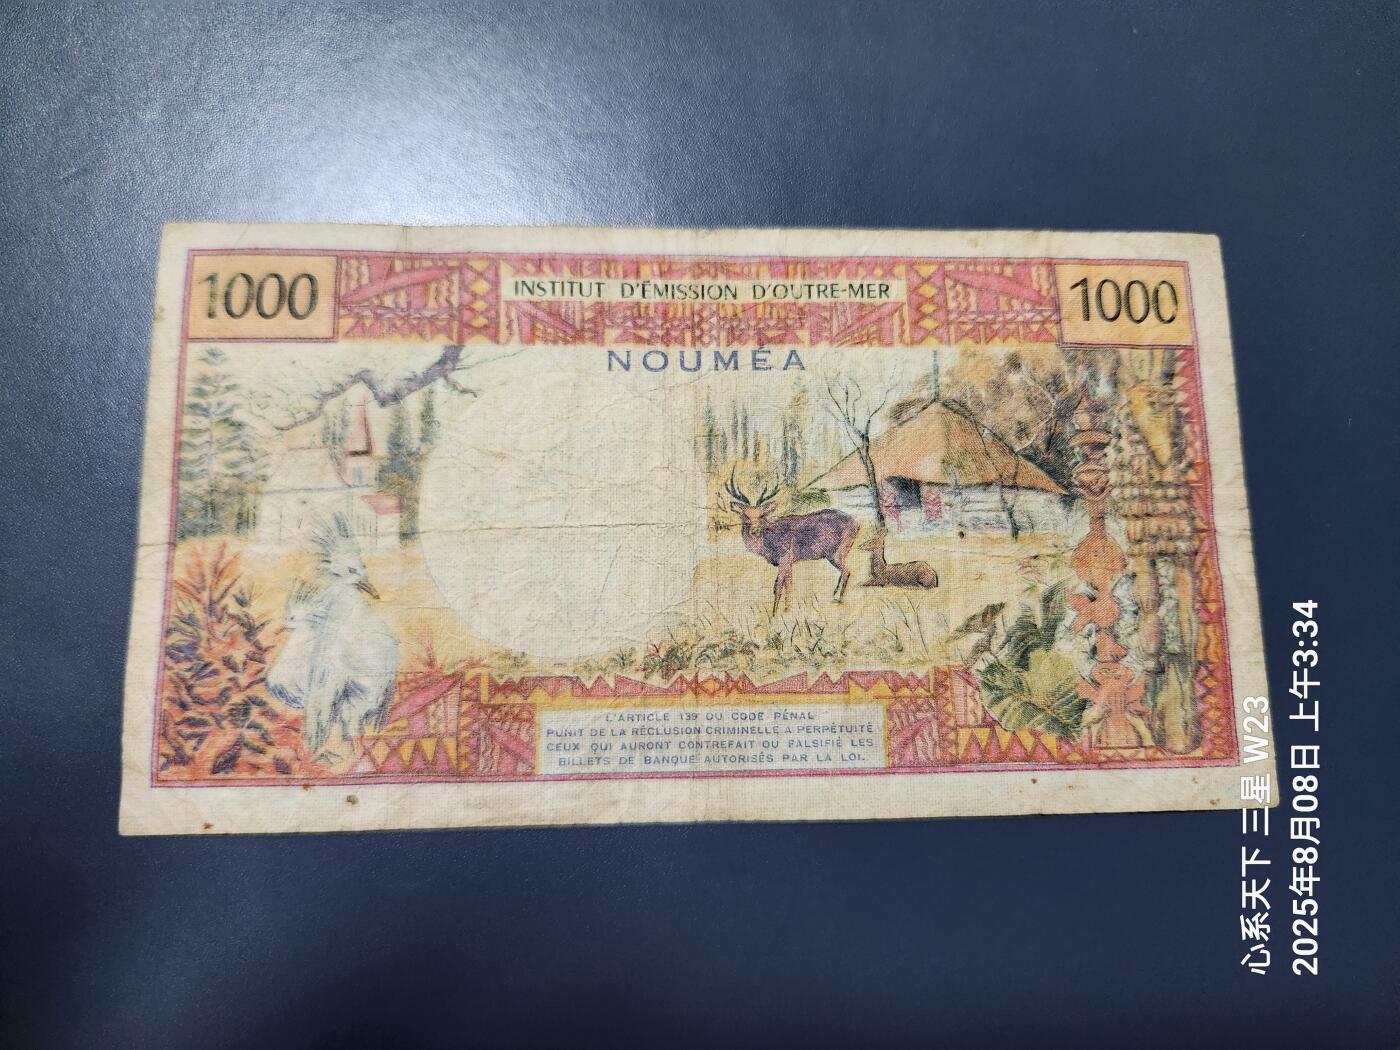 1000
INSTITUT D'ÉMISSION D'OUTRE-MER
1000
NOUMÉA
L'ARTICLE 139 DU CODE PÉNAL
PUNIT DE LA RÉCLUSION CRIMINELLE A PERPÉTUITÉ
CEUX QUI AURONT CONTREFAIT OU FALSIFIÉ LES
BILLETS DE BANQUE AUTORISÉS PAR LA LOI.
心系天下 三星 W23
2025年8月08日 上午3:34